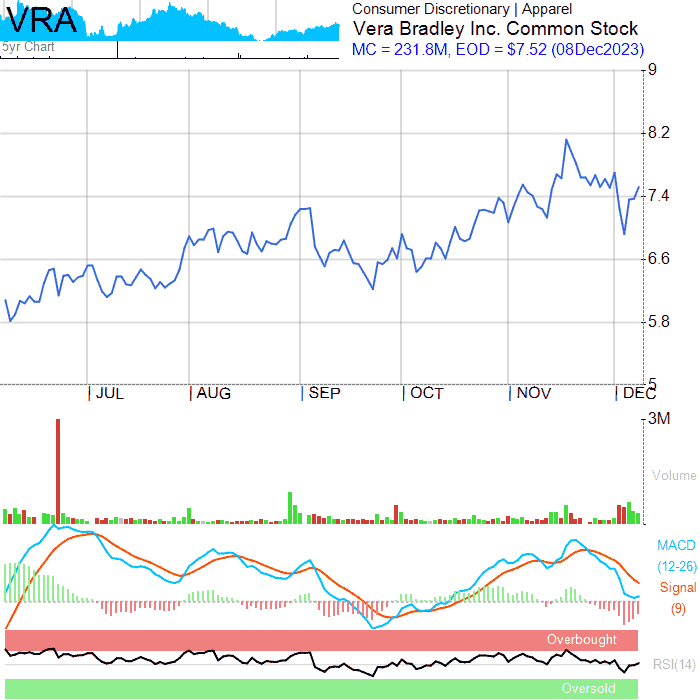 VRA
5yr Chart
Consumer Discretionary | Apparel
Vera Bradley Inc. Common Stock
MC = 231.8M, EOD = $7.52 (08Dec2023)
9
8.2
7.4
6.6
5.8
5
JUL AUG SEP OCT NOV DEC
3M
Volume
MACD
(12-26)
Signal
(9)
Overbought
RSI(14)
Oversold